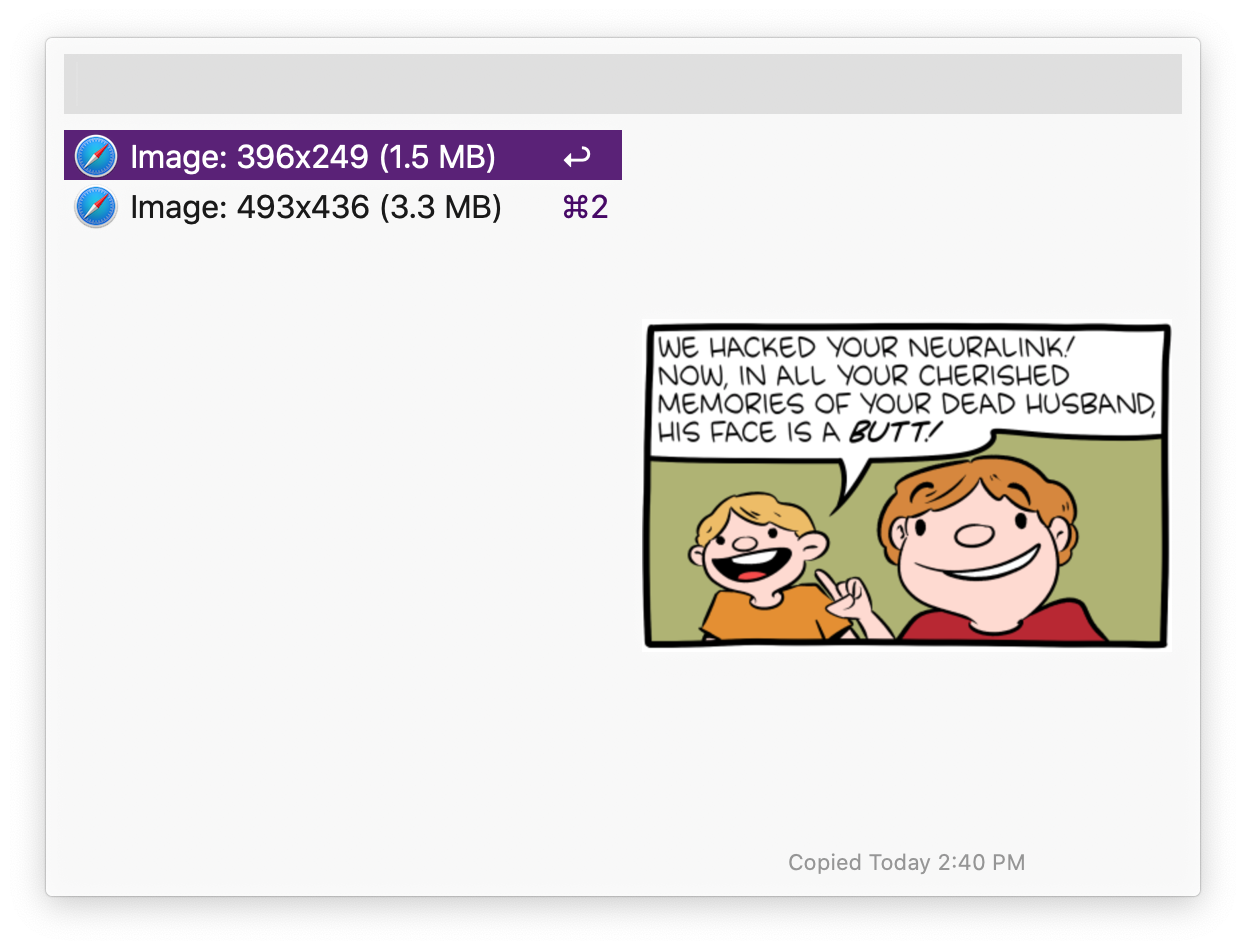 Image: 396x249 (1.5 MB) ↩
Image: 493x436 (3.3 MB) ⌘2
WE HACKED YOUR NEURALINK!
NOW, IN ALL YOUR CHERISHED
MEMORIES OF YOUR DEAD HUSBAND,
HIS FACE IS A BUTT!
Copied Today 2:40 PM